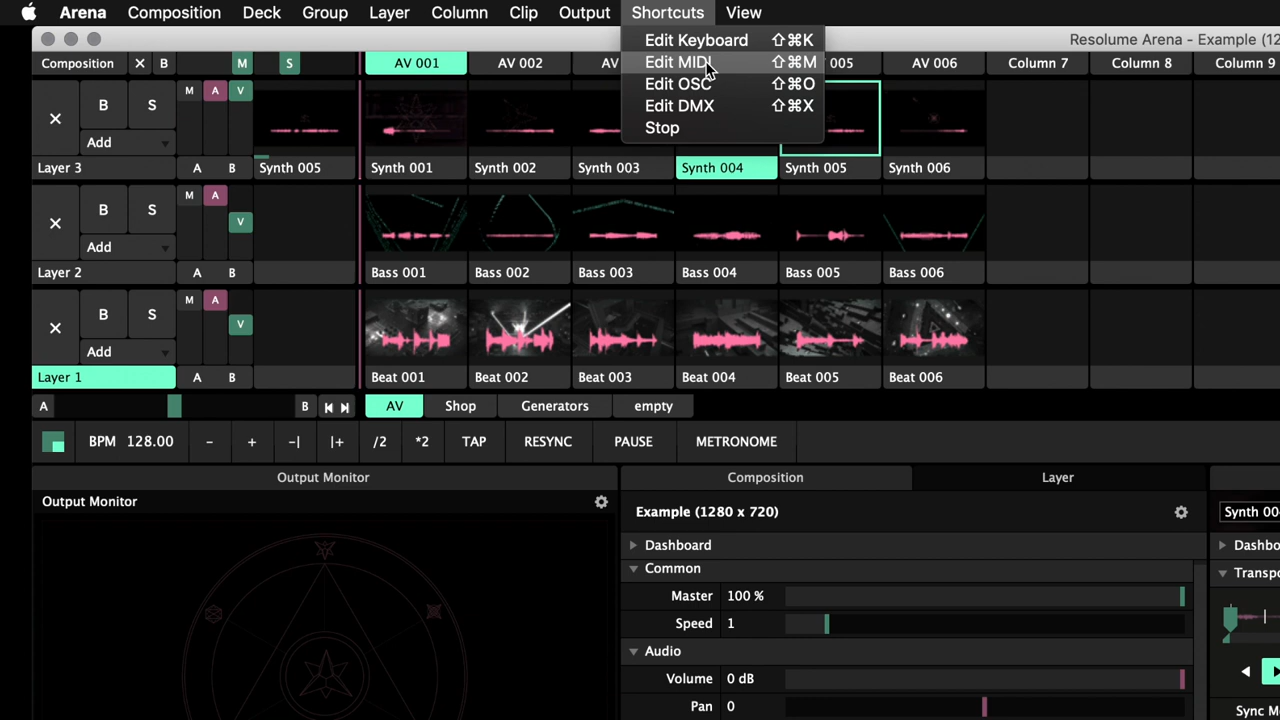 Arena Composition Deck Group Layer Column Clip Output Shortcuts View
Resolume Arena - Example (12
Edit Keyboard ⇧⌘K
Edit MIDI ⇧⌘M
Edit OSC ⇧⌘O
Edit DMX ⇧⌘X
Stop
Composition X B M S AV 001 AV 002 AV 005 AV 006 Column 7 Column 8 Column 9
B S M A V
Add
Layer 3 A B Synth 005 Synth 001 Synth 002 Synth 003 Synth 004 Synth 005 Synth 006
B S M A V
Add
Layer 2 A B Bass 001 Bass 002 Bass 003 Bass 004 Bass 005 Bass 006
B S M A V
Add
Layer 1 A B Beat 001 Beat 002 Beat 003 Beat 004 Beat 005 Beat 006
A B AV Shop Generators empty
BPM 128.00 - + -| |+ /2 *2 TAP RESYNC PAUSE METRONOME
Output Monitor Composition Layer
Output Monitor Example (1280 x 720) Synth 00
Dashboard Dashbo
Common Transpo
Master 100 %
Speed 1
Audio
Volume 0 dB
Pan 0 Sync M